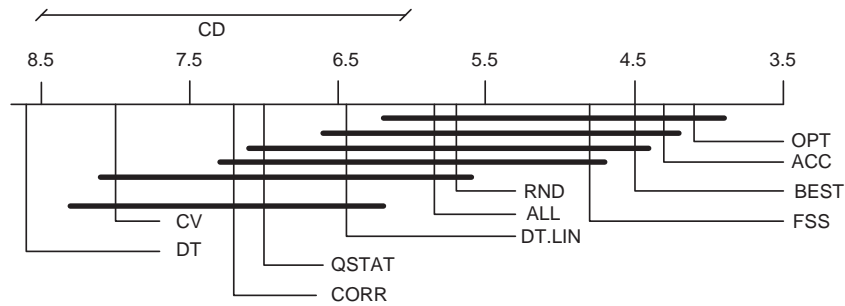 CD
8.5 7.5 6.5 5.5 4.5 3.5
OPT
ACC
RND BEST
ALL
CV FSS
DT.LIN
DT
QSTAT
CORR